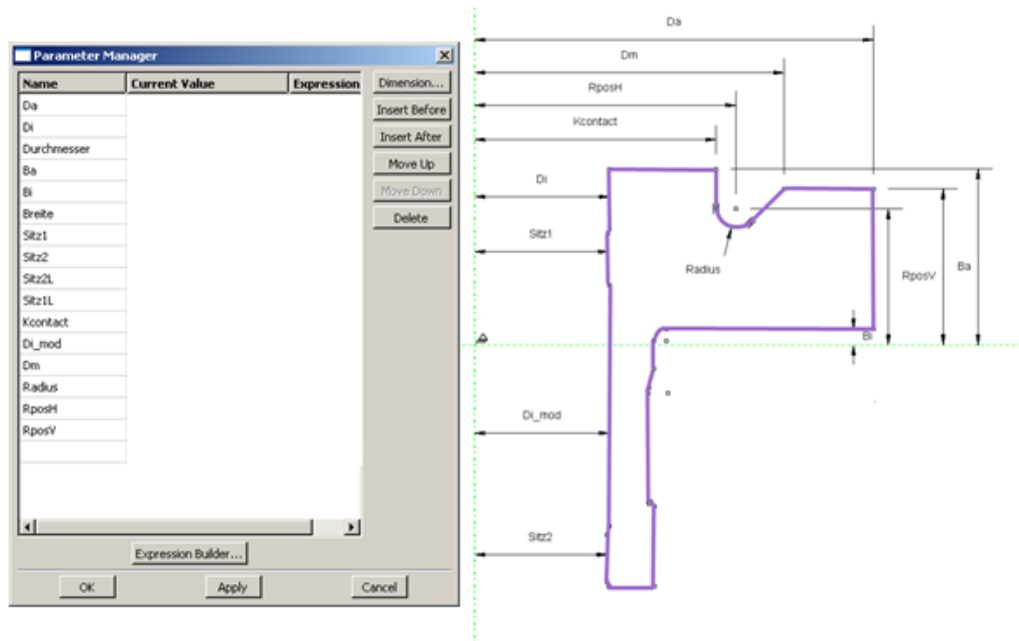 Parameter Manager
Name Current Value Expression
Da
Di
Durchmesser
Ba
Bi
Breite
Sitz1
Sitz2
Sitz2L
Sitz1L
Kcontact
Di_mod
Dm
Radius
RposH
RposV
Dimension...
Insert Before
Insert After
Move Up
Move Down
Delete
Expression Builder...
OK Apply Cancel
Da
Dm
RposH
Kcontact
Di
Sitz1
Radius
RposV
Ba
Bi
Di_mod
Sitz2